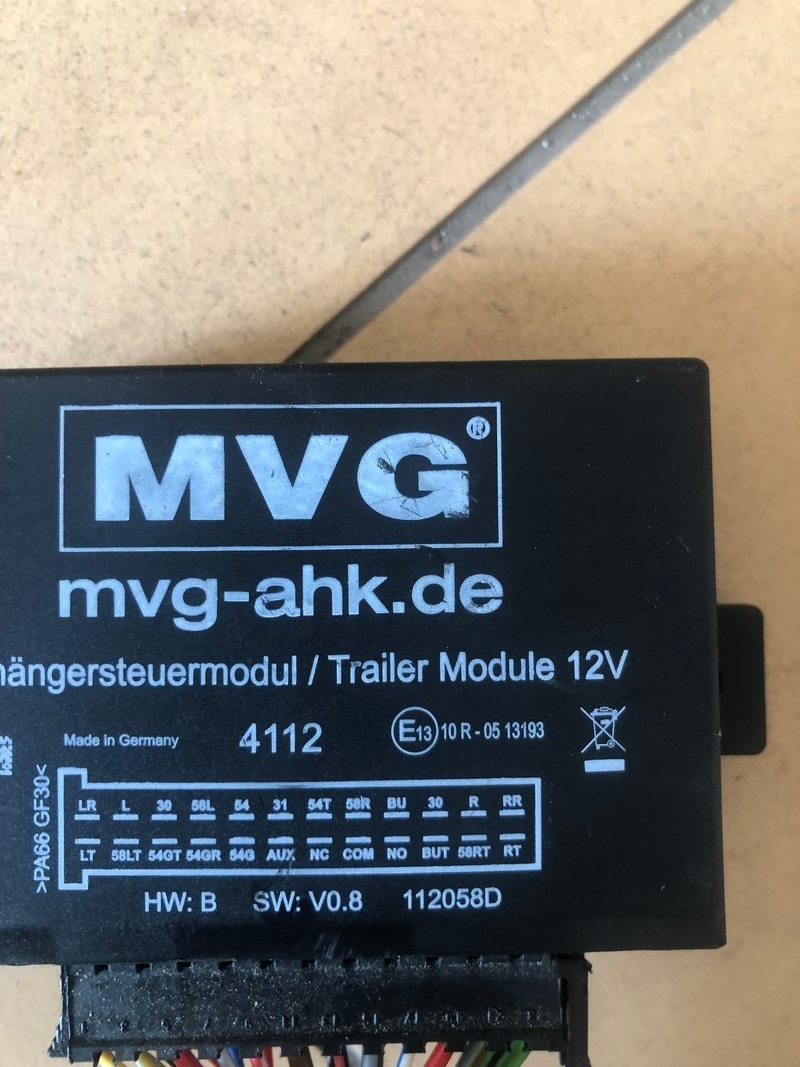 MVG®
mvg-ahk.de
hängersteuermodul / Trailer Module 12V
Made in Germany 4112 E13 10 R - 05 13193
>PA66 GF30<
LR L 30 58L 54 31 54T 58R BU 30 R RR
LT 58LT 54GT 54GR 54G AUX NC COM NO BUT 58RT RT
HW: B SW: V0.8 112058D